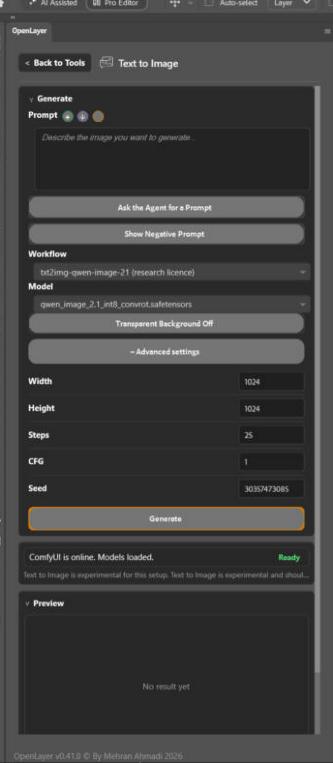 AI Assisted Pro Editor Auto-select Layer
OpenLayer
< Back to Tools Text to Image
Generate
Prompt
Describe the image you want to generate...
Ask the Agent for a Prompt
Show Negative Prompt
Workflow
txt2img-qwen-image-21 (research licence)
Model
qwen_image_2.1_int8_convrot.safetensors
Transparent Background Off
– Advanced settings
Width 1024
Height 1024
Steps 25
CFG 1
Seed 30357473085
Generate
ComfyUI is online. Models loaded. Ready
Text to Image is experimental for this setup. Text to Image is experimental and shoul...
Preview
No result yet
OpenLayer v0.41.0 © By Mehran Ahmadi 2026